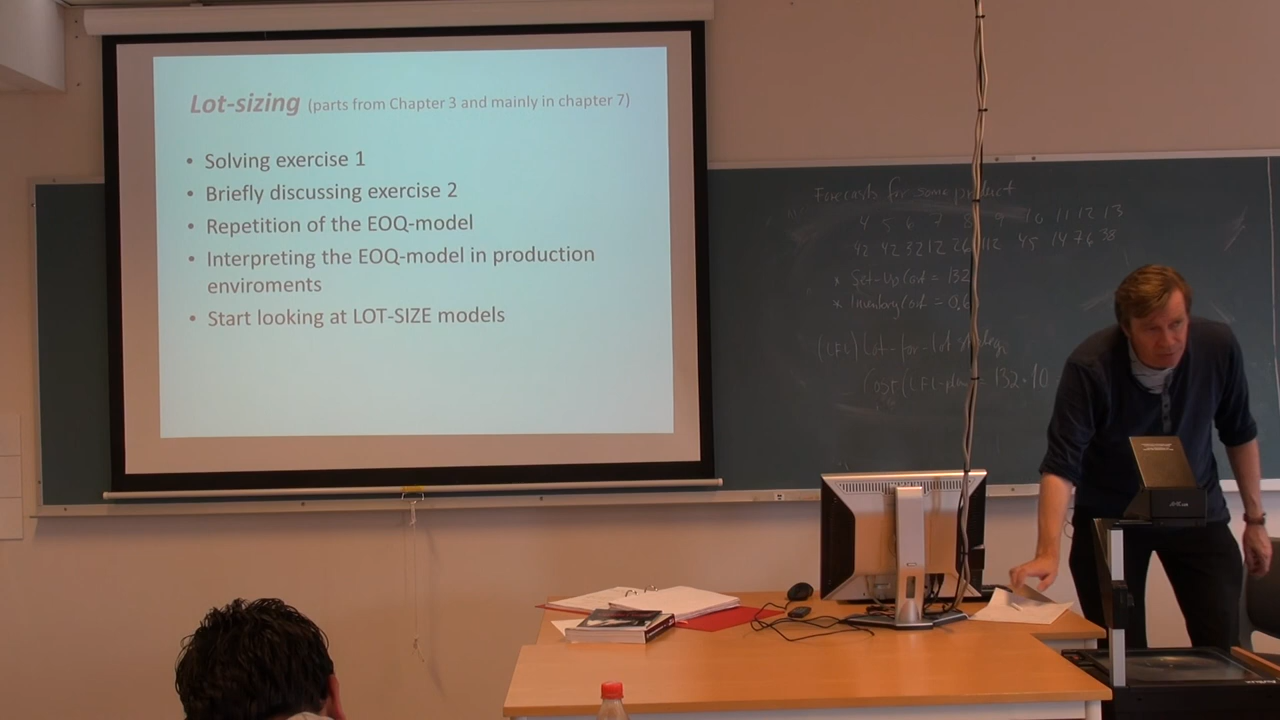 Lot-sizing (parts from Chapter 3 and mainly in chapter 7)
• Solving exercise 1
• Briefly discussing exercise 2
• Repetition of the EOQ-model
• Interpreting the EOQ-model in production
enviroments
• Start looking at LOT-SIZE models
Forecasts for some product
4 5 6 7 8 9 10 11 12 13
42 42 32 12 26 112 45 14 76 38
* Set-Up Cost = 132
* Inventory Cost = 0,6
(LFL) Lot-for-lot strategy
Cost (LFL-plan) = 132·10 =